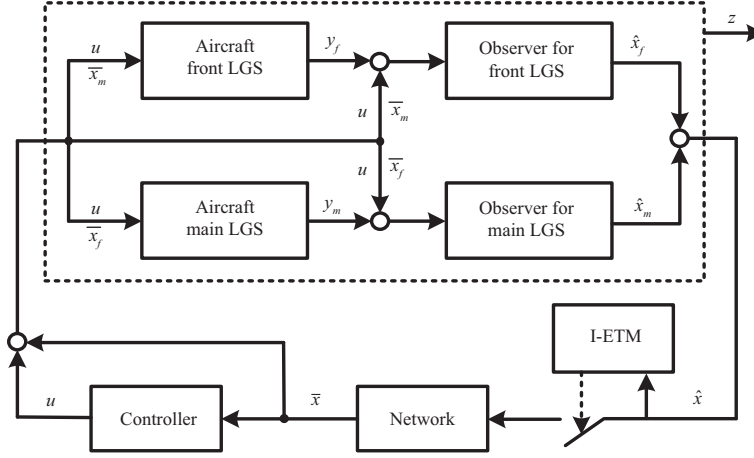 z
u
x̄_m
Aircraft
front LGS
y_f
Observer for
front LGS
x̂_f
u
x̄_m
u
x̄_f
u
x̄_f
Aircraft
main LGS
y_m
Observer for
main LGS
x̂_m
I-ETM
u
Controller
x̄
Network
x̂